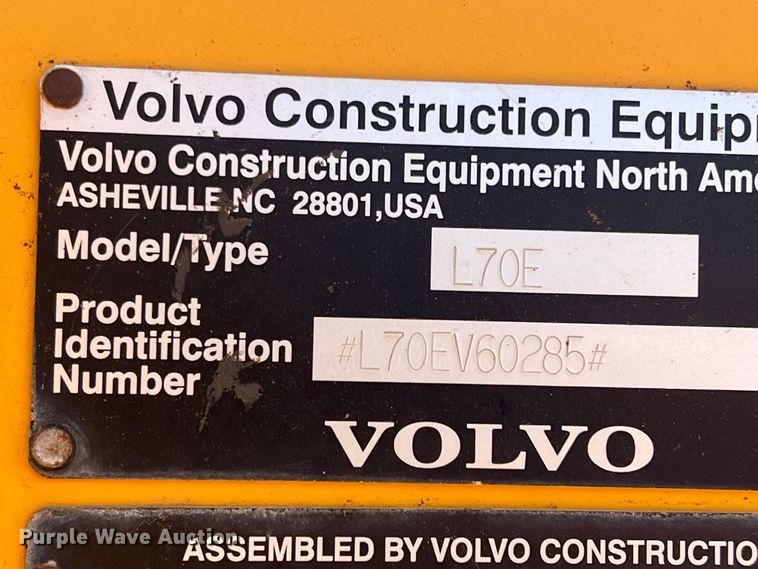 Volvo Construction Equip
Volvo Construction Equipment North Ame
ASHEVILLE,NC 28801,USA
Model/Type L70E
Product
Identification
Number #L70EV60285#
VOLVO
Purple Wave Auction
ASSEMBLED BY VOLVO CONSTRUCTIO